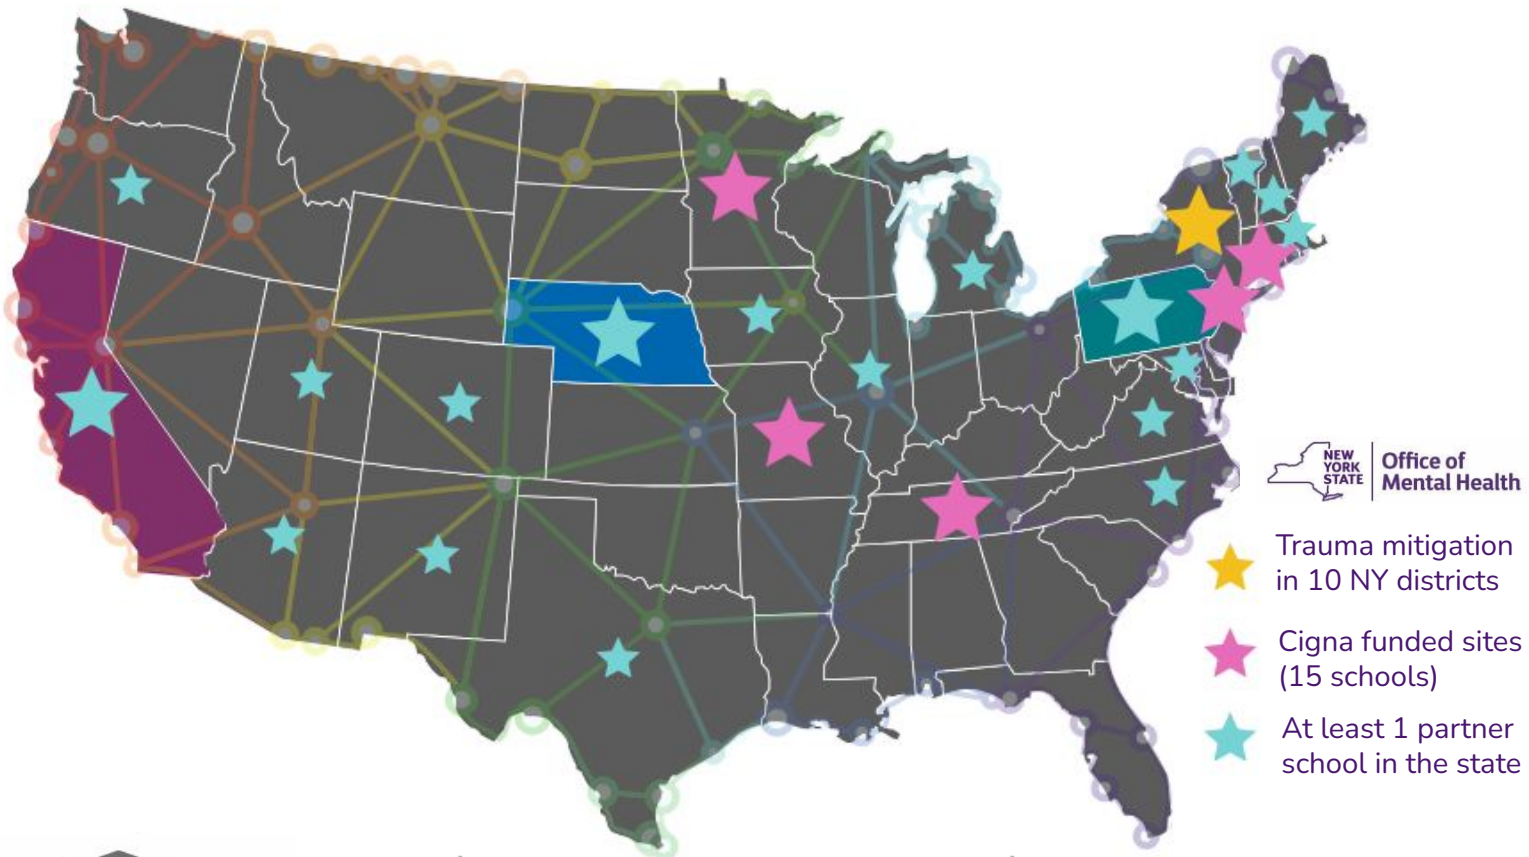 NEW
YORK
STATE
Office of
Mental Health
Trauma mitigation
in 10 NY districts
Cigna funded sites
(15 schools)
At least 1 partner
school in the state